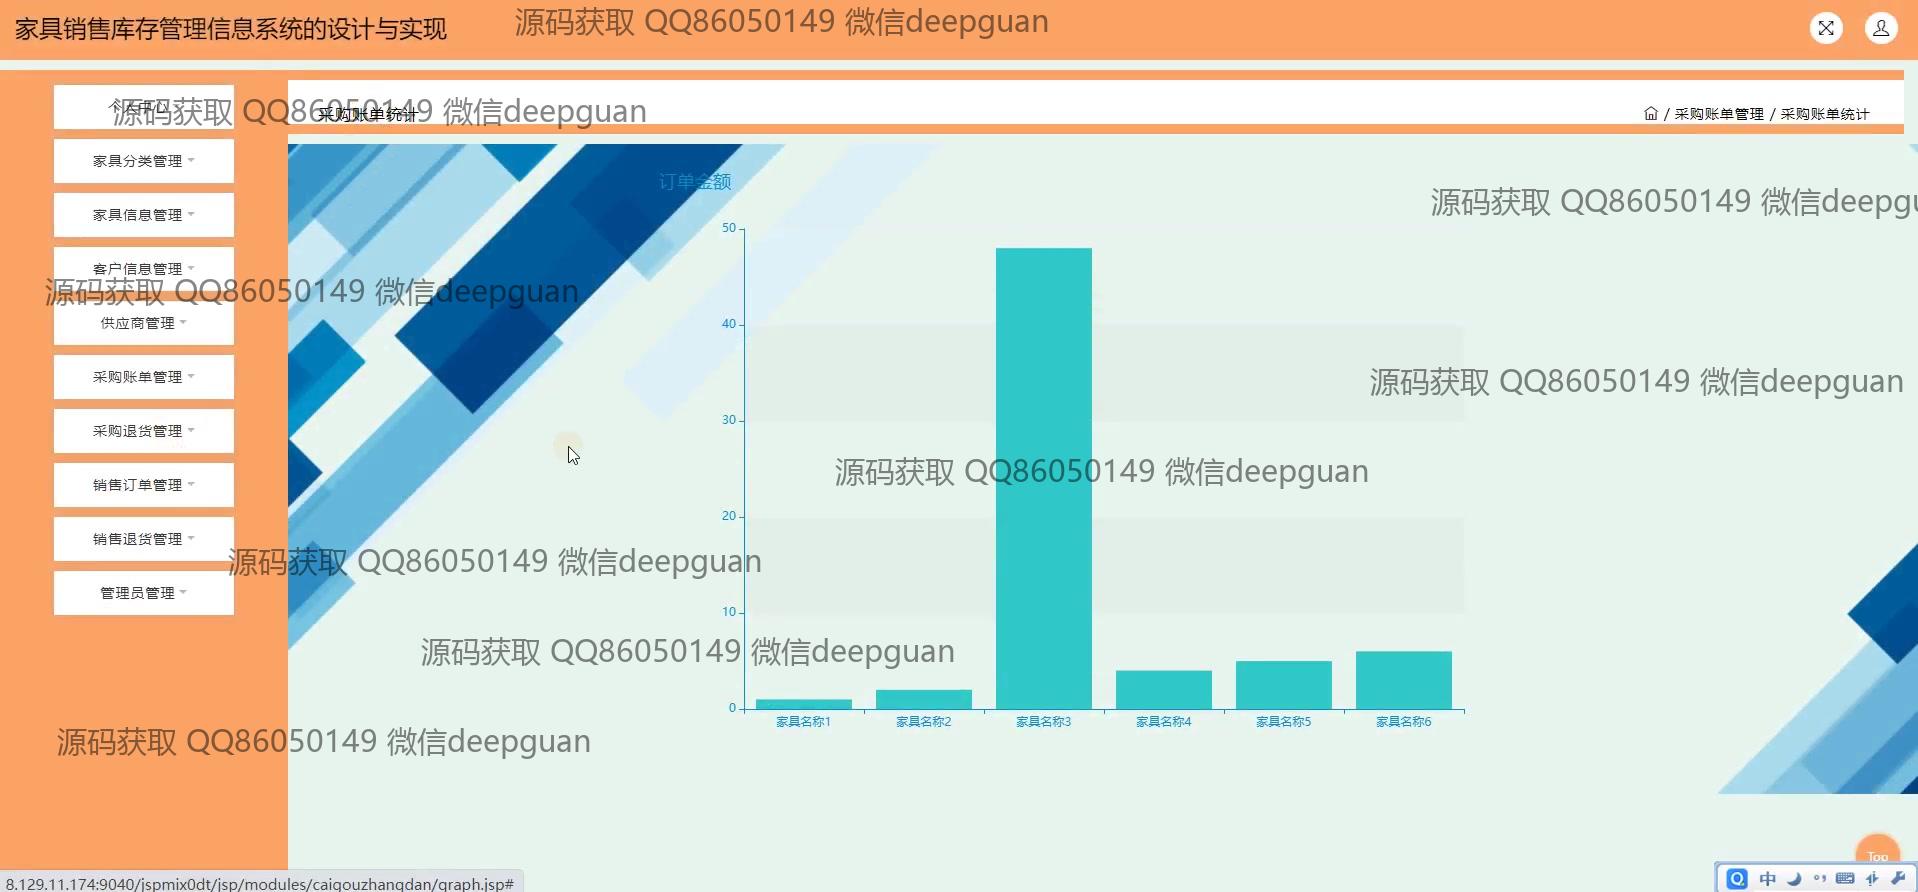 家具销售库存管理信息系统的设计与实现
源码获取 QQ86050149 微信deepguan
个人中心
源码获取 QQ86050149 微信deepguan
采购账单统计
/ 采购账单管理 / 采购账单统计
家具分类管理
订单金额
源码获取 QQ86050149 微信deepgu
家具信息管理
50
客户信息管理
源码获取 QQ86050149 微信deepguan
供应商管理
40
采购账单管理
源码获取 QQ86050149 微信deepguan
采购退货管理
30
源码获取 QQ86050149 微信deepguan
销售订单管理
20
销售退货管理
源码获取 QQ86050149 微信deepguan
管理员管理
10
源码获取 QQ86050149 微信deepguan
0
家具名称1 家具名称2 家具名称3 家具名称4 家具名称5 家具名称6
源码获取 QQ86050149 微信deepguan
Top
8.129.11.174:9040/jspmix0dt/jsp/modules/caigouzhangdan/graph.jsp#
中